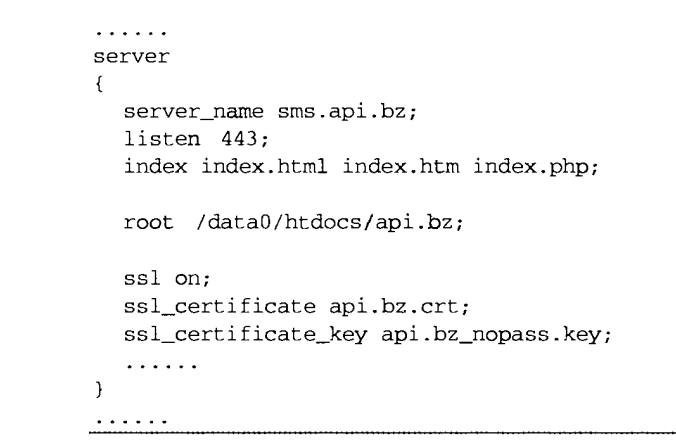 ......
server
{
server_name sms.api.bz;
listen 443;
index index.html index.htm index.php;
root /data0/htdocs/api.bz;
ssl on;
ssl_certificate api.bz.crt;
ssl_certificate_key api.bz_nopass.key;
......
}
......